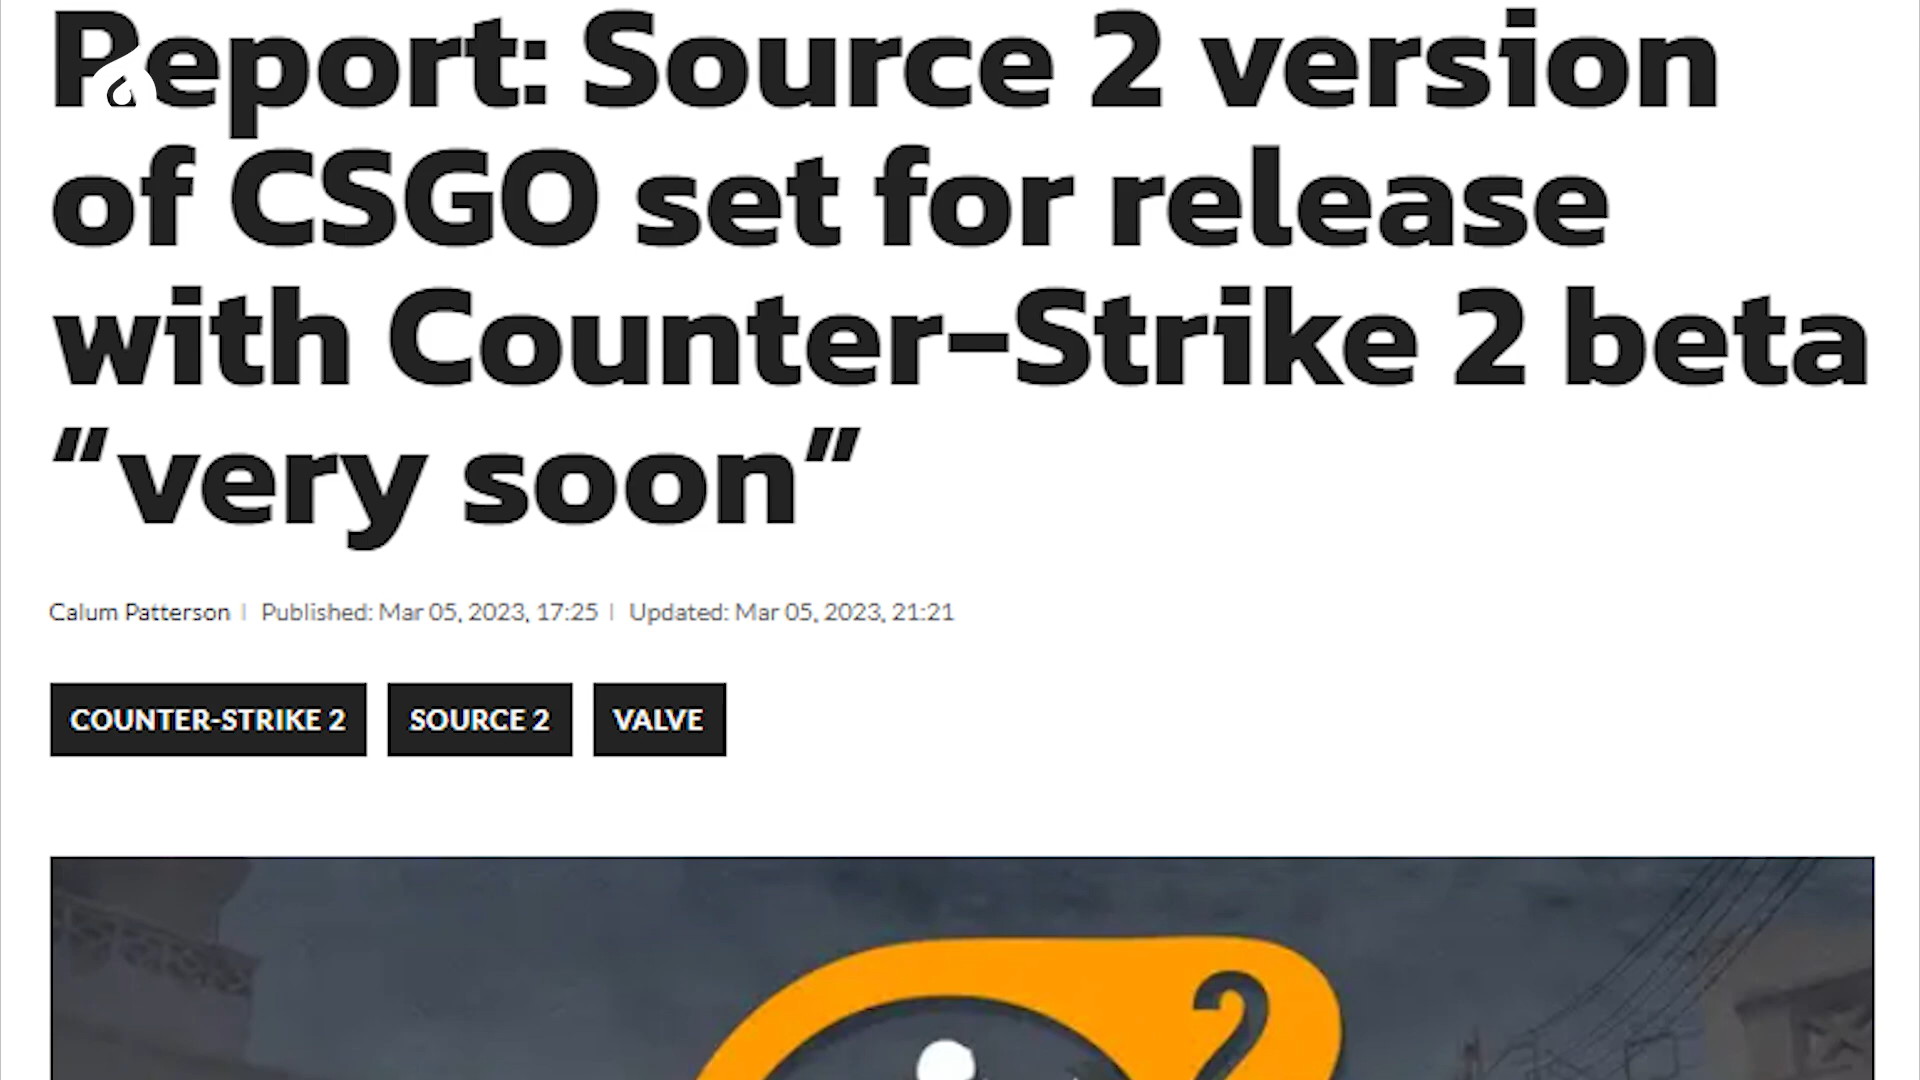 Report: Source 2 version
of CSGO set for release
with Counter-Strike 2 beta
“very soon”
Calum Patterson | Published: Mar 05, 2023, 17:25 | Updated: Mar 05, 2023, 21:21
COUNTER-STRIKE 2 SOURCE 2 VALVE
2